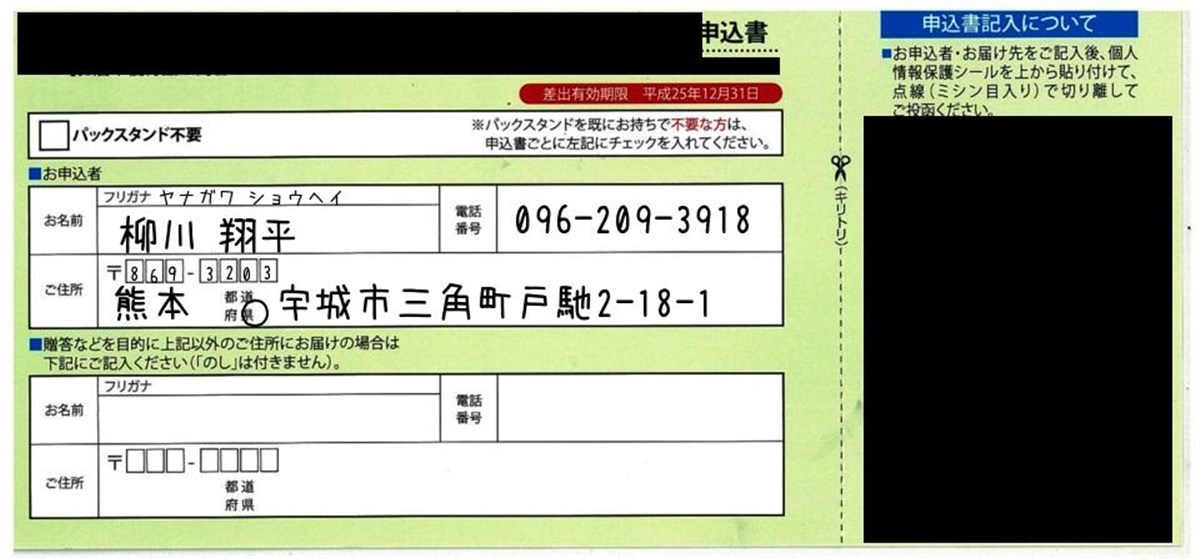 申込書
差出有効期限 平成25年12月31日
パックスタンド不要
※パックスタンドを既にお持ちで不要な方は、
申込書ごとに左記にチェックを入れてください。
■お申込者
フリガナ ヤナガワ ショウヘイ
お名前 柳川 翔平
電話
番号
096-209-3918
ご住所 〒869-3203
熊本 都道
府県 宇城市三角町戸馳2-18-1
■贈答などを目的に上記以外のご住所にお届けの場合は
下記にご記入ください(「のし」は付きません)。
フリガナ
お名前
電話
番号
ご住所 〒 -
都道
府県
(キリトリ)
申込書記入について
■お申込者・お届け先をご記入後、個人
情報保護シールを上から貼り付けて、
点線(ミシン目入り)で切り離して
ご投函ください。